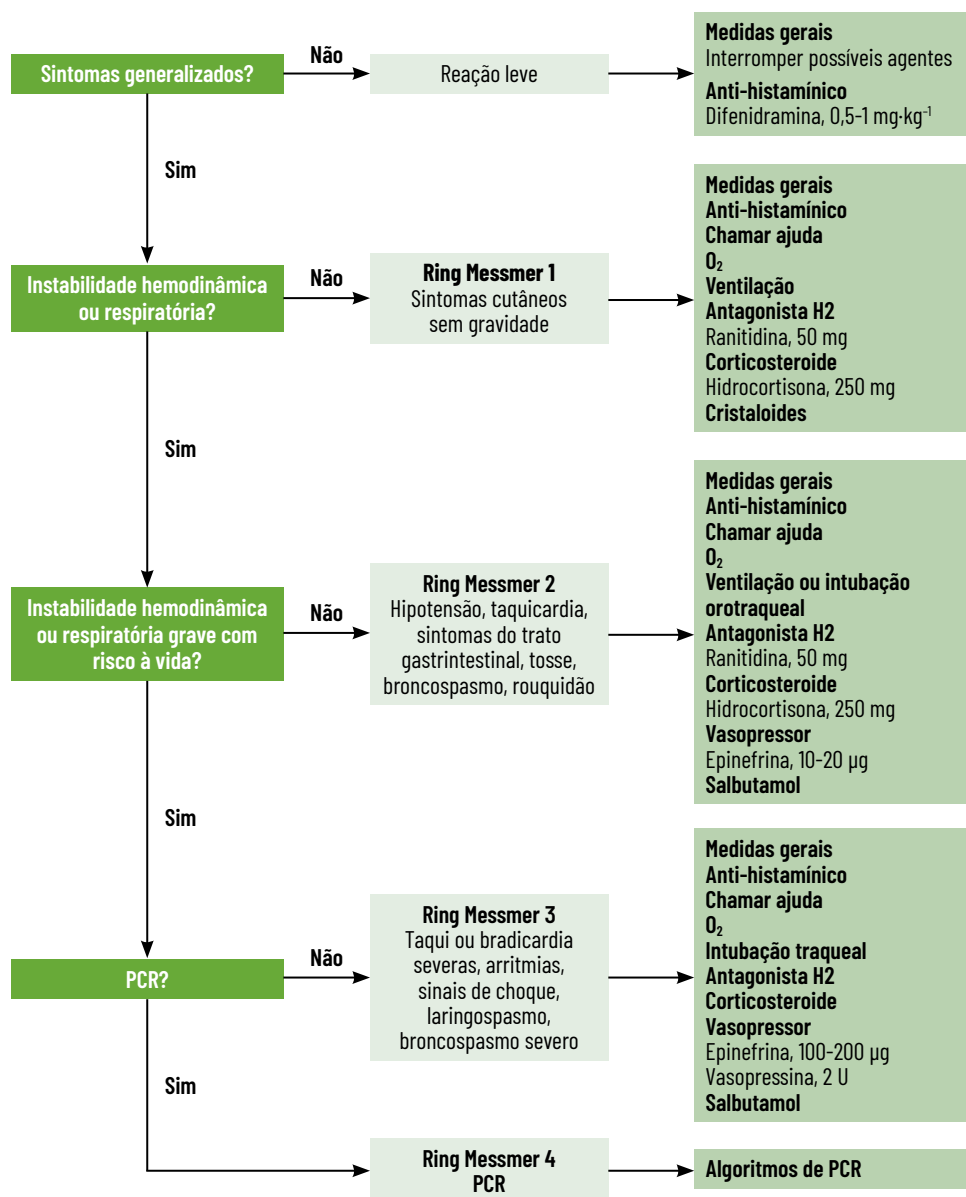 Sintomas generalizados?
Não
Reação leve
Medidas gerais
Interromper possíveis agentes
Anti-histamínico
Difenidramina, 0,5-1 mg·kg⁻¹
Sim
Instabilidade hemodinâmica
ou respiratória?
Não
Ring Messmer 1
Sintomas cutâneos
sem gravidade
Medidas gerais
Anti-histamínico
Chamar ajuda
O₂
Ventilação
Antagonista H2
Ranitidina, 50 mg
Corticosteroide
Hidrocortisona, 250 mg
Cristaloides
Sim
Instabilidade hemodinâmica
ou respiratória grave com
risco à vida?
Não
Ring Messmer 2
Hipotensão, taquicardia,
sintomas do trato
gastrintestinal, tosse,
broncospasmo, rouquidão
Medidas gerais
Anti-histamínico
Chamar ajuda
O₂
Ventilação ou intubação
orotraqueal
Antagonista H2
Ranitidina, 50 mg
Corticosteroide
Hidrocortisona, 250 mg
Vasopressor
Epinefrina, 10-20 µg
Salbutamol
Sim
PCR?
Não
Ring Messmer 3
Taqui ou bradicardia
severas, arritmias,
sinais de choque,
laringospasmo,
broncospasmo severo
Medidas gerais
Anti-histamínico
Chamar ajuda
O₂
Intubação traqueal
Antagonista H2
Corticosteroide
Vasopressor
Epinefrina, 100-200 µg
Vasopressina, 2 U
Salbutamol
Sim
Ring Messmer 4
PCR
Algoritmos de PCR